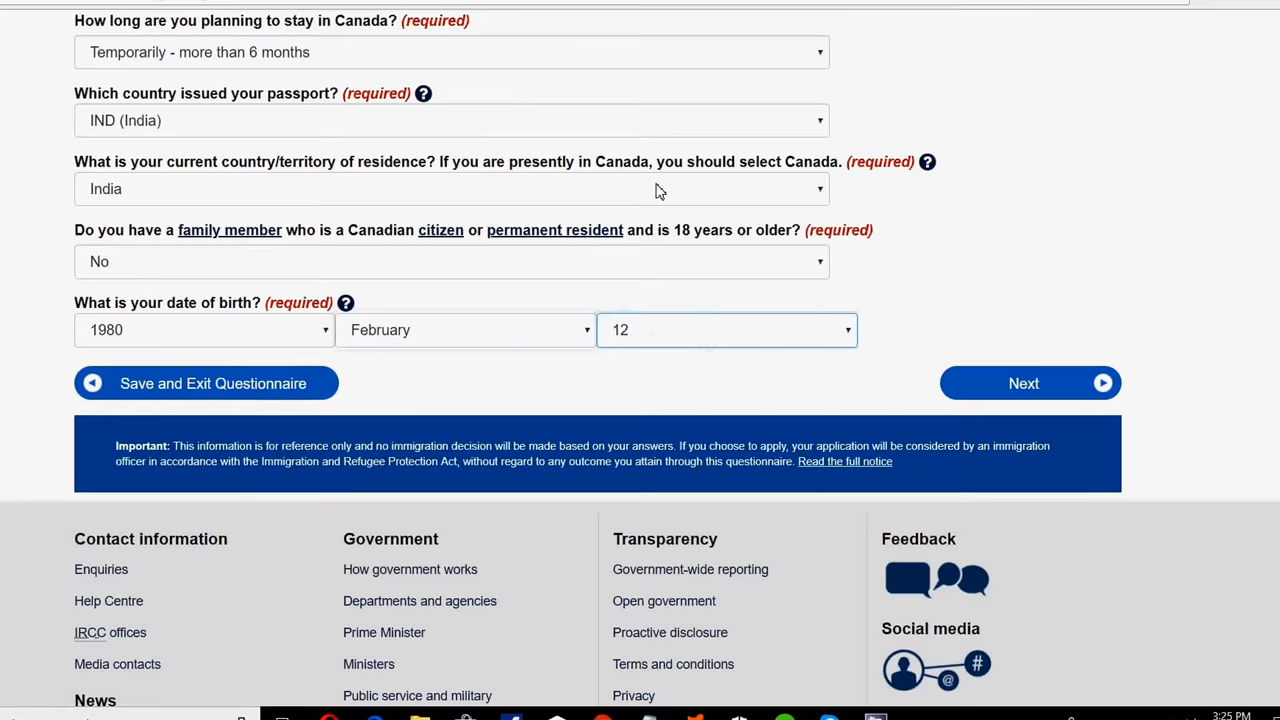 How long are you planning to stay in Canada? (required)
Temporarily - more than 6 months
Which country issued your passport? (required) ?
IND (India)
What is your current country/territory of residence? If you are presently in Canada, you should select Canada. (required) ?
India
Do you have a family member who is a Canadian citizen or permanent resident and is 18 years or older? (required)
No
What is your date of birth? (required) ?
1980 February 12
Save and Exit Questionnaire Next
Important: This information is for reference only and no immigration decision will be made based on your answers. If you choose to apply, your application will be considered by an immigration
officer in accordance with the Immigration and Refugee Protection Act, without regard to any outcome you attain through this questionnaire. Read the full notice
Contact information Government Transparency Feedback
Enquiries How government works Government-wide reporting
Help Centre Departments and agencies Open government
IRCC offices Prime Minister Proactive disclosure Social media
Media contacts Ministers Terms and conditions # @
News Public service and military Privacy
3:25 PM